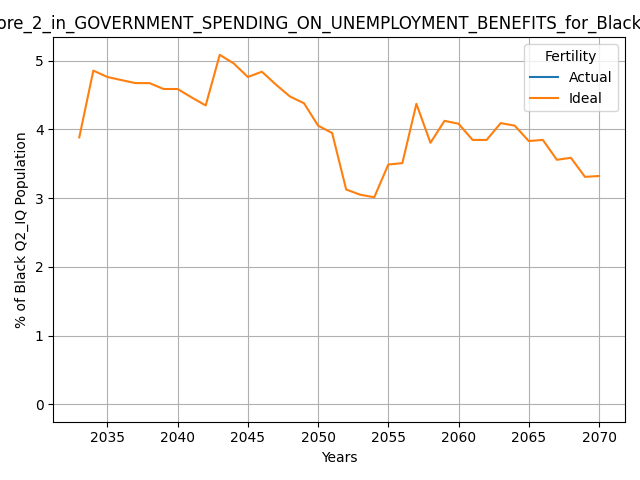 ore_2_in_GOVERNMENT_SPENDING_ON_UNEMPLOYMENT_BENEFITS_for_Black
Fertility
Actual
Ideal
% of Black Q2_IQ Population
5
4
3
2
1
0
2035 2040 2045 2050 2055 2060 2065 2070
Years